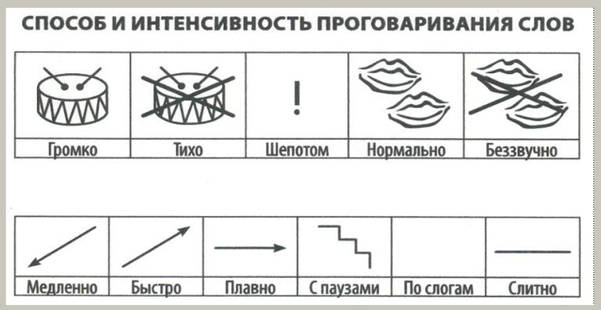 СПОСОБ И ИНТЕНСИВНОСТЬ ПРОГОВАРИВАНИЯ СЛОВ
!
Громко Тихо Шепотом Нормально Беззвучно
Медленно Быстро Плавно С паузами По слогам Слитно